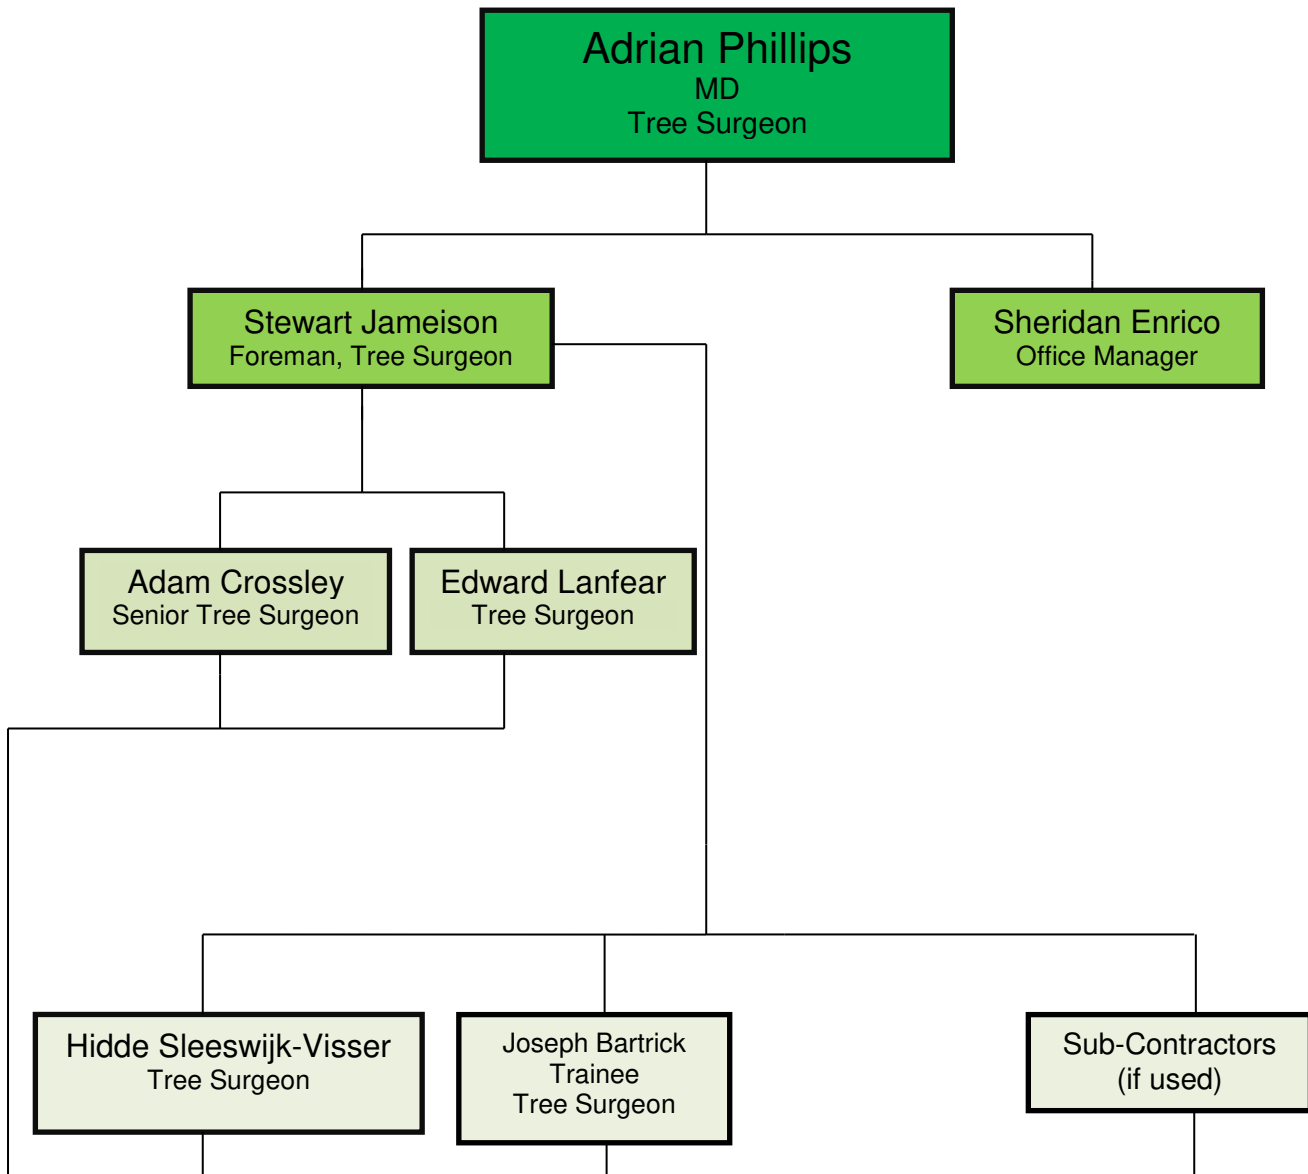 Adrian Phillips
MD
Tree Surgeon
Stewart Jameison
Foreman, Tree Surgeon
Sheridan Enrico
Office Manager
Adam Crossley
Senior Tree Surgeon
Edward Lanfear
Tree Surgeon
Hidde Sleeswijk-Visser
Tree Surgeon
Joseph Bartrick
Trainee
Tree Surgeon
Sub-Contractors
(if used)